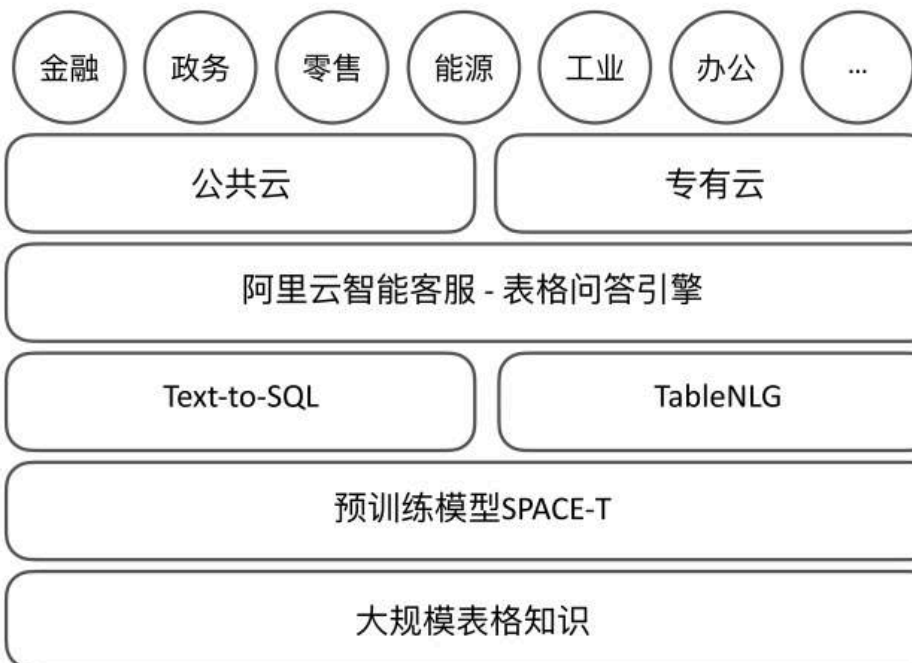 金融 政务 零售 能源 工业 办公 ...
公共云 专有云
阿里云智能客服 - 表格问答引擎
Text-to-SQL TableNLG
预训练模型SPACE-T
大规模表格知识